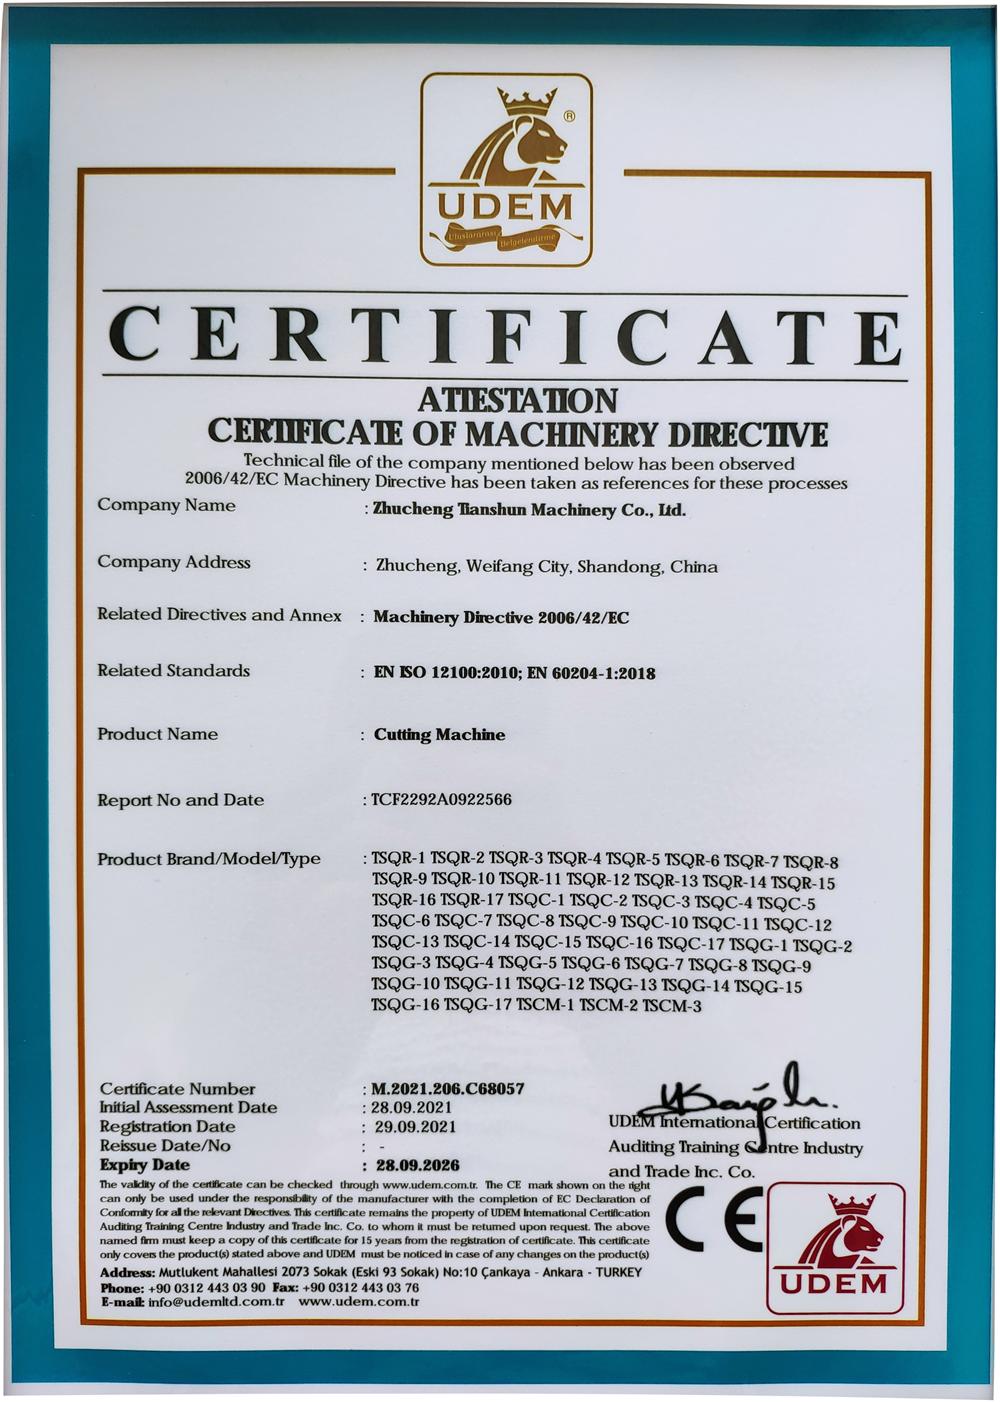 ®
UDEM
Uluslararası Belgelendirme
CERTIFICATE
ATTESTATION
CERTIFICATE OF MACHINERY DIRECTIVE
Technical file of the company mentioned below has been observed
2006/42/EC Machinery Directive has been taken as references for these processes
Company Name : Zhucheng Tianshun Machinery Co., Ltd.
Company Address : Zhucheng, Weifang City, Shandong, China
Related Directives and Annex : Machinery Directive 2006/42/EC
Related Standards : EN ISO 12100:2010; EN 60204-1:2018
Product Name : Cutting Machine
Report No and Date : TCF2292A0922566
Product Brand/Model/Type : TSQR-1 TSQR-2 TSQR-3 TSQR-4 TSQR-5 TSQR-6 TSQR-7 TSQR-8
TSQR-9 TSQR-10 TSQR-11 TSQR-12 TSQR-13 TSQR-14 TSQR-15
TSQR-16 TSQR-17 TSQC-1 TSQC-2 TSQC-3 TSQC-4 TSQC-5
TSQC-6 TSQC-7 TSQC-8 TSQC-9 TSQC-10 TSQC-11 TSQC-12
TSQC-13 TSQC-14 TSQC-15 TSQC-16 TSQC-17 TSQG-1 TSQG-2
TSQG-3 TSQG-4 TSQG-5 TSQG-6 TSQG-7 TSQG-8 TSQG-9
TSQG-10 TSQG-11 TSQG-12 TSQG-13 TSQG-14 TSQG-15
TSQG-16 TSQG-17 TSCM-1 TSCM-2 TSCM-3
Certificate Number : M.2021.206.C68057
Initial Assessment Date : 28.09.2021
Registration Date : 29.09.2021
Reissue Date/No : -
Expiry Date : 28.09.2026
UDEM International Certification
Auditing Training Centre Industry
and Trade Inc. Co.
The validity of the certificate can be checked through www.udem.com.tr. The CE mark shown on the right
can only be used under the responsibility of the manufacturer with the completion of EC Declaration of
Conformity for all the relevant Directives. This certificate remains the property of UDEM International Certification
Auditing Training Centre Industry and Trade Inc. Co. to whom it must be returned upon request. The above
named firm must keep a copy of this certificate for 15 years from the registration of certificate. This certificate
only covers the product(s) stated above and UDEM must be noticed in case of any changes on the product(s)
Address: Mutlukent Mahallesi 2073 Sokak (Eski 93 Sokak) No:10 Çankaya - Ankara - TURKEY
Phone: +90 0312 443 03 90 Fax: +90 0312 443 03 76
E-mail: info@udemltd.com.tr www.udem.com.tr
CE
UDEM